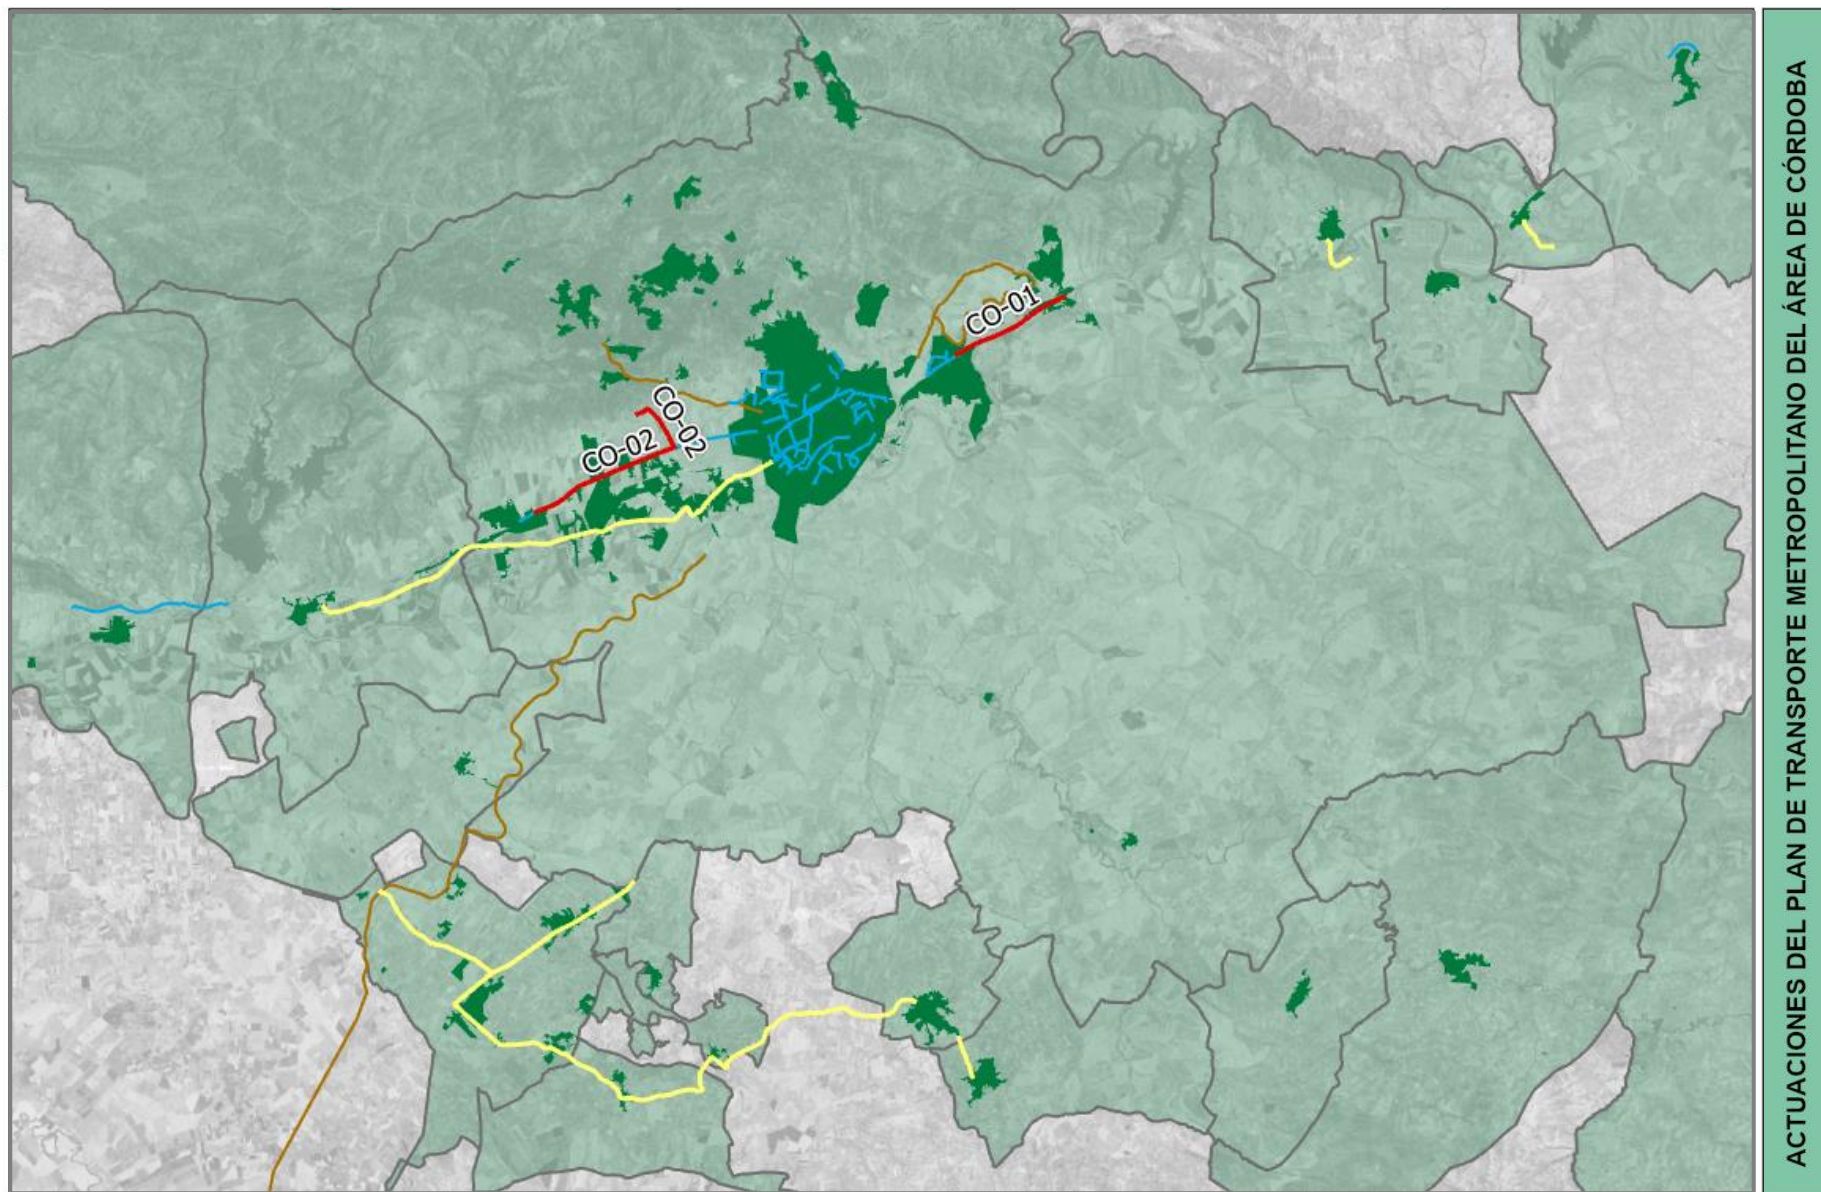 CO-01
CO-02
CO-02
ACTUACIONES DEL PLAN DE TRANSPORTE METROPOLITANO DEL ÁREA DE CÓRDOBA